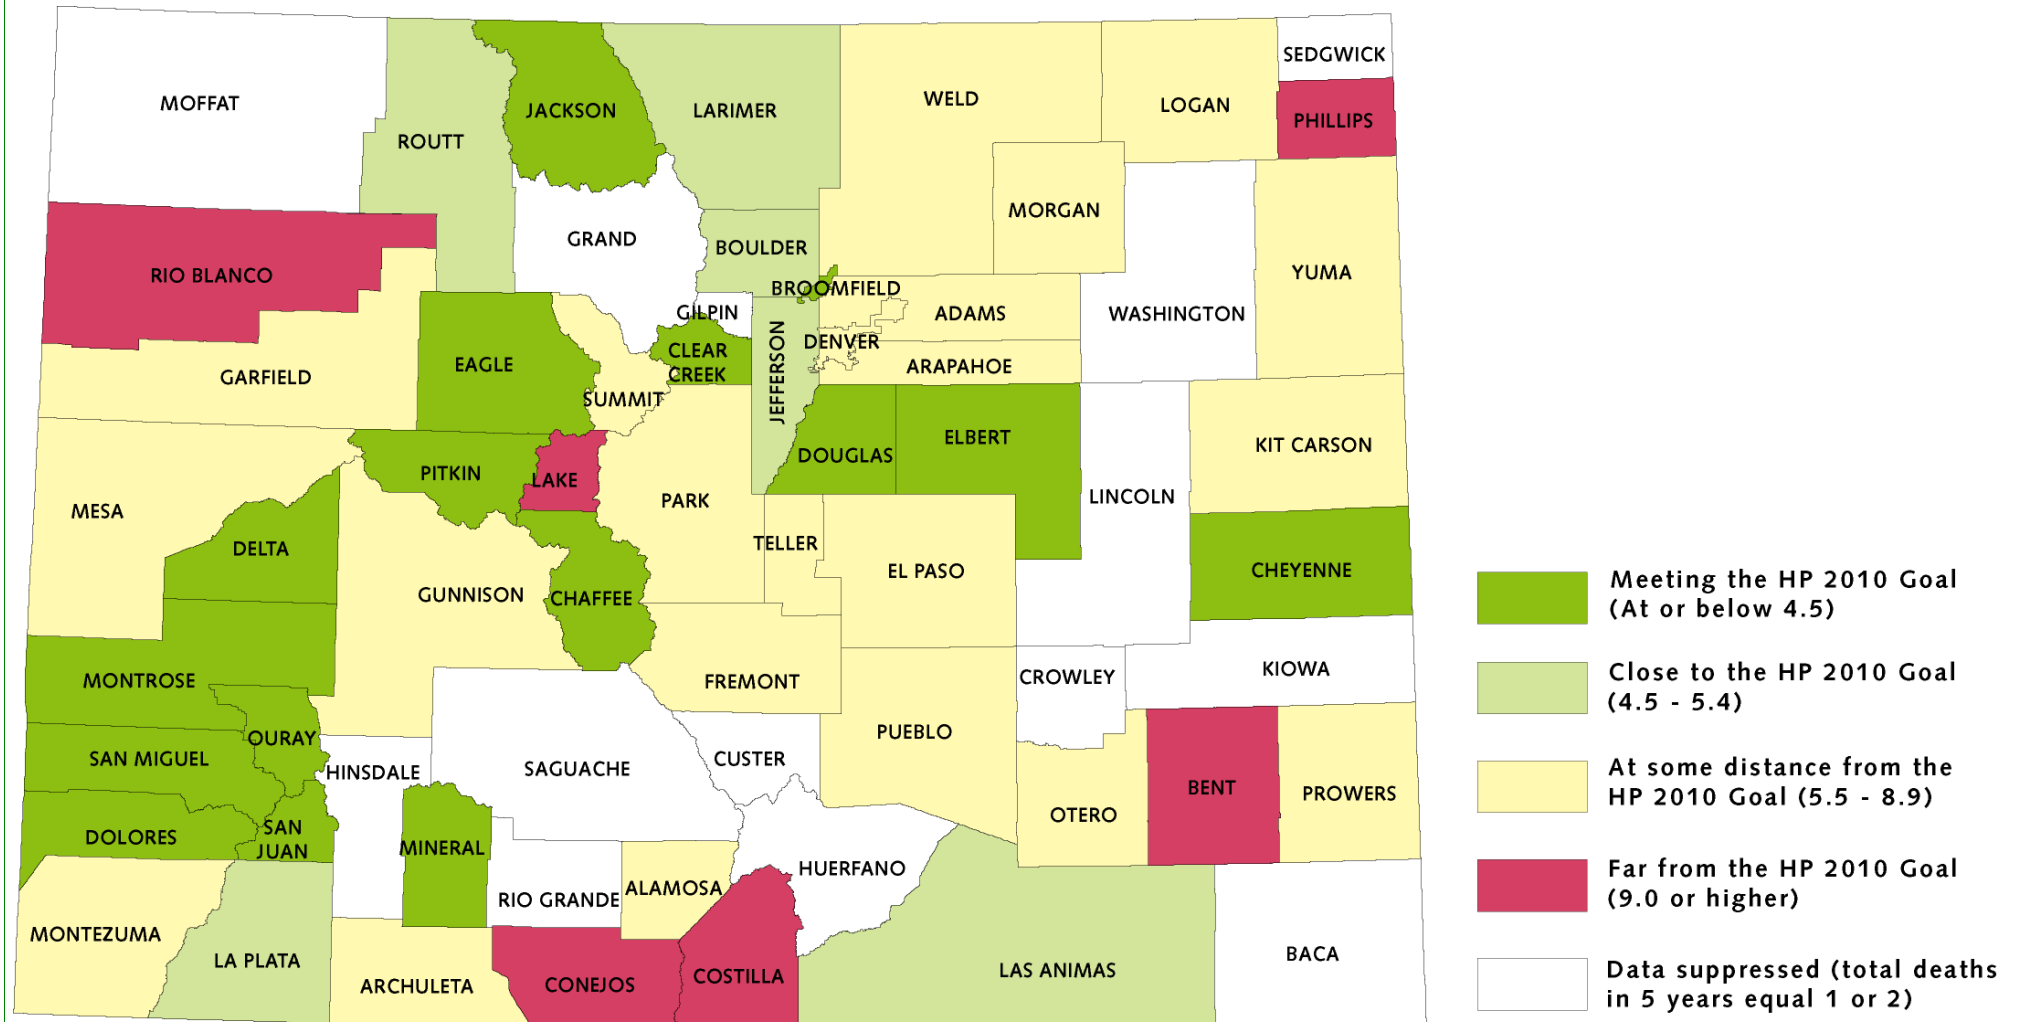 SEDGWICK
MOFFAT
JACKSON
LARIMER
WELD
LOGAN
PHILLIPS
ROUTT
MORGAN
GRAND
BOULDER
RIO BLANCO
YUMA
BROOMFIELD
GILPIN
ADAMS
WASHINGTON
DENVER
CLEAR
CREEK
EAGLE
JEFFERSON
ARAPAHOE
GARFIELD
SUMMIT
ELBERT
KIT CARSON
DOUGLAS
PITKIN
LAKE
LINCOLN
PARK
MESA
TELLER
DELTA
EL PASO
CHEYENNE
GUNNISON
CHAFFEE
KIOWA
CROWLEY
MONTROSE
FREMONT
PUEBLO
OURAY
SAN MIGUEL
CUSTER
SAGUACHE
HINSDALE
BENT
PROWERS
OTERO
SAN
JUAN
DOLORES
MINERAL
HUERFANO
ALAMOSA
RIO GRANDE
MONTEZUMA
BACA
LA PLATA
LAS ANIMAS
COSTILLA
CONEJOS
ARCHULETA
Meeting the HP 2010 Goal
(At or below 4.5)
Close to the HP 2010 Goal
(4.5 - 5.4)
At some distance from the
HP 2010 Goal (5.5 - 8.9)
Far from the HP 2010 Goal
(9.0 or higher)
Data suppressed (total deaths
in 5 years equal 1 or 2)